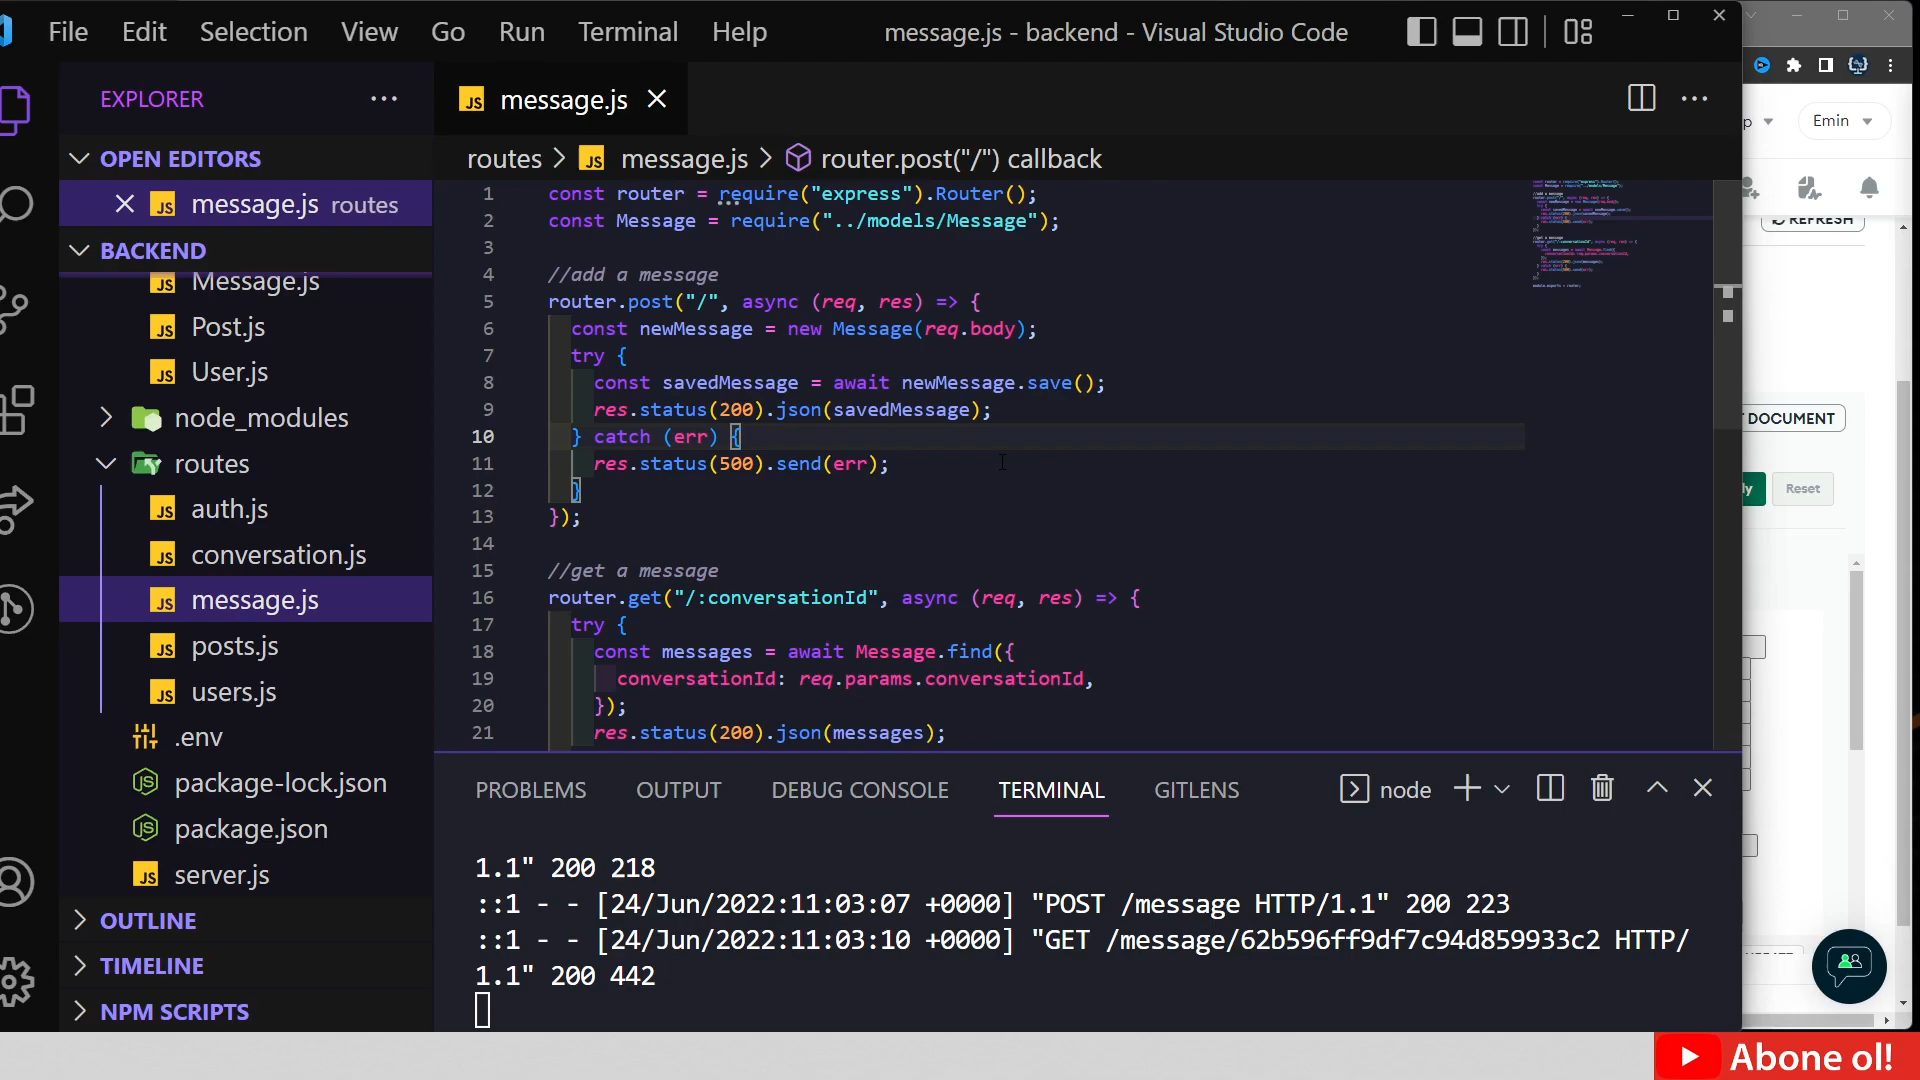 File Edit Selection View Go Run Terminal Help
message.js - backend - Visual Studio Code
EXPLORER
OPEN EDITORS
message.js routes
BACKEND
Message.js
Post.js
User.js
node_modules
routes
auth.js
conversation.js
message.js
posts.js
users.js
.env
package-lock.json
package.json
server.js
OUTLINE
TIMELINE
NPM SCRIPTS
message.js
routes > message.js > router.post("/") callback
1 const router = require("express").Router();
2 const Message = require("../models/Message");
3
4 //add a message
5 router.post("/", async (req, res) => {
6 const newMessage = new Message(req.body);
7 try {
8 const savedMessage = await newMessage.save();
9 res.status(200).json(savedMessage);
10 } catch (err) {
11 res.status(500).send(err);
12 }
13 });
14
15 //get a message
16 router.get("/:conversationId", async (req, res) => {
17 try {
18 const messages = await Message.find({
19 conversationId: req.params.conversationId,
20 });
21 res.status(200).json(messages);
PROBLEMS OUTPUT DEBUG CONSOLE TERMINAL GITLENS
node
1.1" 200 218
::1 - - [24/Jun/2022:11:03:07 +0000] "POST /message HTTP/1.1" 200 223
::1 - - [24/Jun/2022:11:03:10 +0000] "GET /message/62b596ff9df7c94d859933c2 HTTP/
1.1" 200 442
Emin
REFRESH
DOCUMENT
Reset
Abone ol!